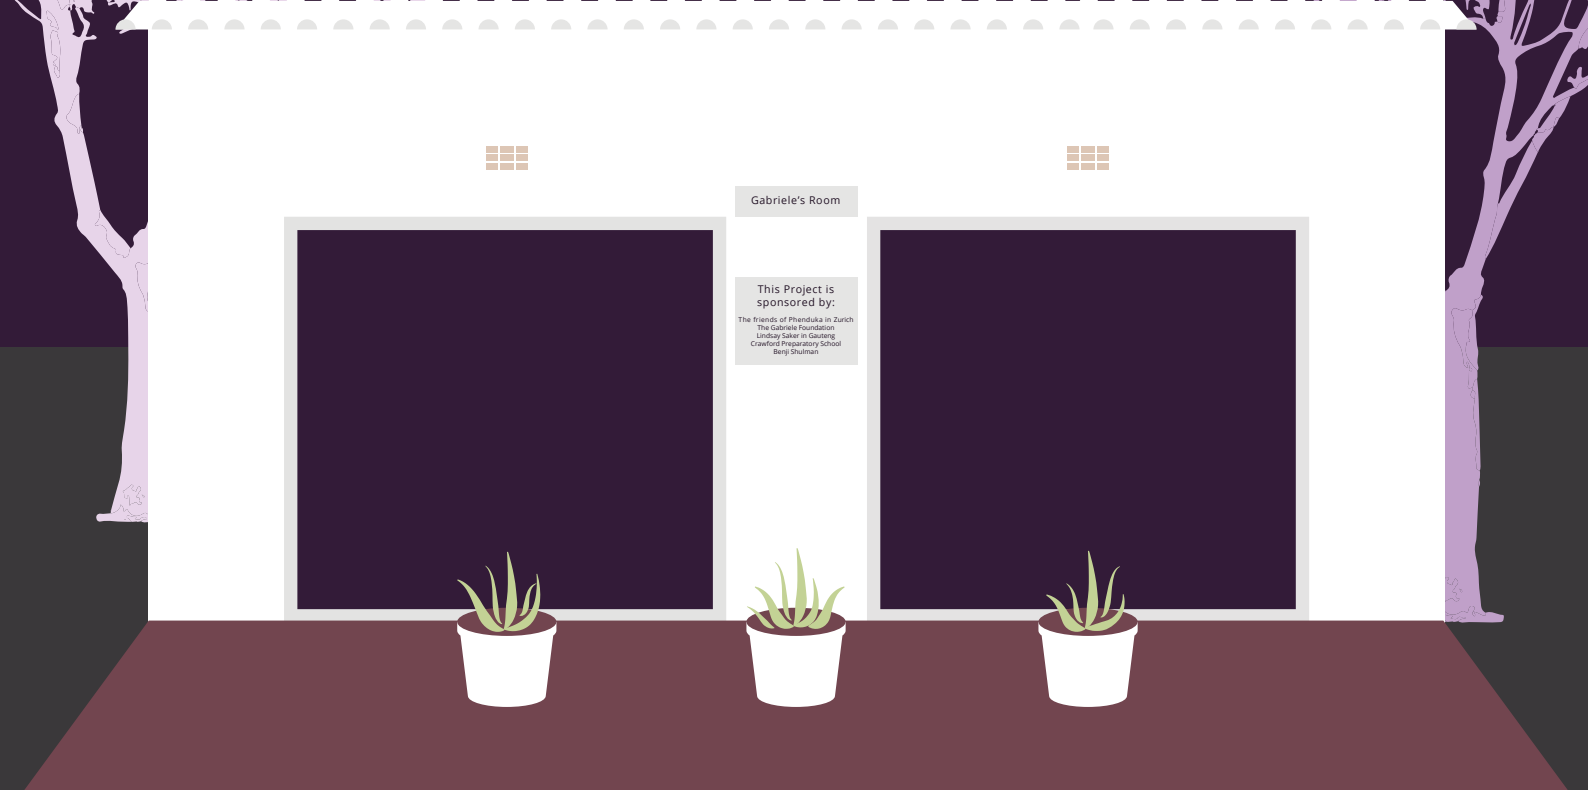 Gabriele's Room
This Project is
sponsored by:
The friends of Phenduka in Zurich
The Gabriele Foundation
Lindsay Saker in Gauteng
Crawford Preparatory School
Benji Shulman